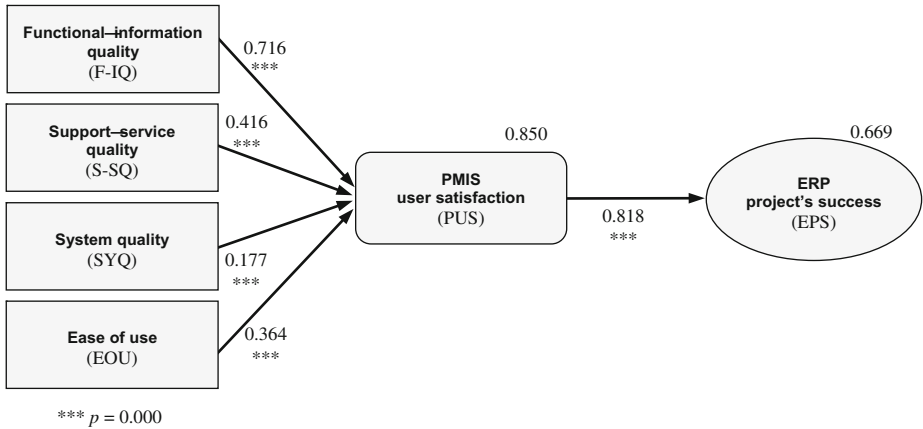 Functional–information
quality
(F-IQ)
0.716
***
Support–service
quality
(S-SQ)
0.416
***
0.850
0.669
PMIS
user satisfaction
(PUS)
ERP
project's success
(EPS)
0.818
***
System quality
(SYQ)
0.177
***
Ease of use
(EOU)
0.364
***
*** p = 0.000